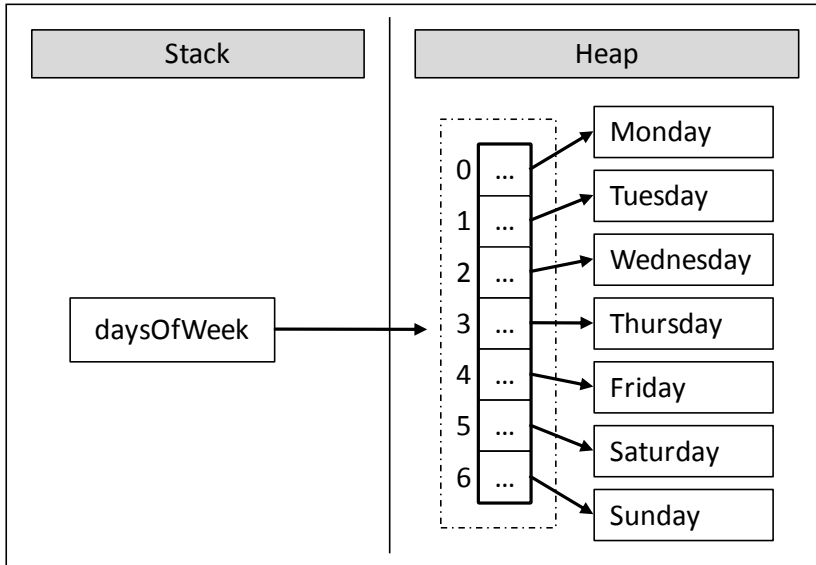 Stack
Heap
daysOfWeek
0 ... Monday
1 ... Tuesday
2 ... Wednesday
3 ... Thursday
4 ... Friday
5 ... Saturday
6 ... Sunday